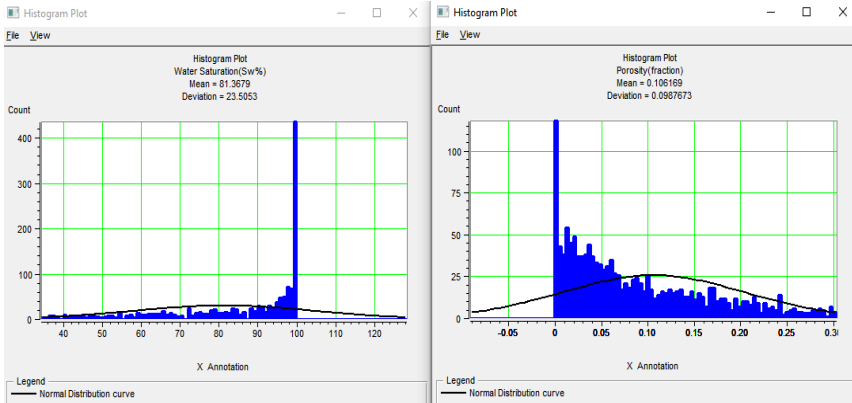 Histogram Plot
File View
Histogram Plot
Water Saturation(Sw%)
Mean = 81.3679
Deviation = 23.5053
Count
400
300
200
100
0
40 50 60 70 80 90 100 110 120
X Annotation
Legend
Normal Distribution curve
Histogram Plot
File View
Histogram Plot
Porosity(fraction)
Mean = 0.106169
Deviation = 0.0987673
Count
100
75
50
25
0
-0.05 0 0.05 0.10 0.15 0.20 0.25 0.3
X Annotation
Legend
Normal Distribution curve